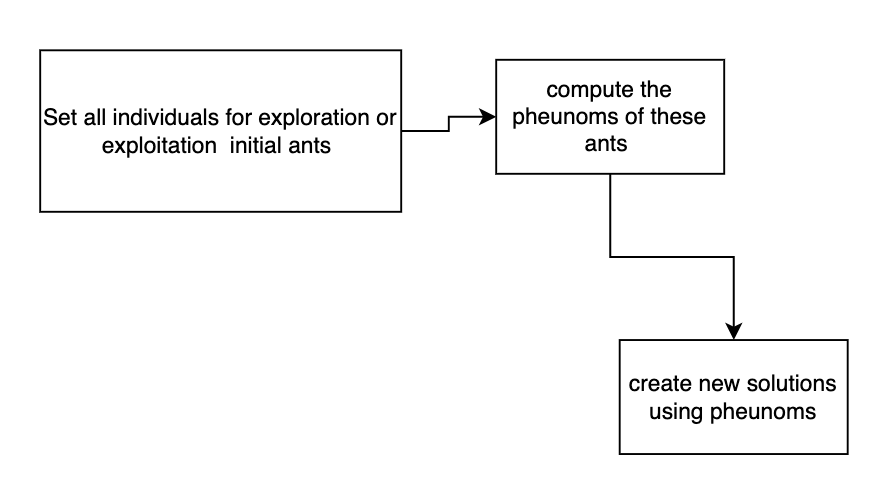 Set all individuals for exploration or
exploitation  initial ants
compute the
pheunoms of these
ants
create new solutions
using pheunoms